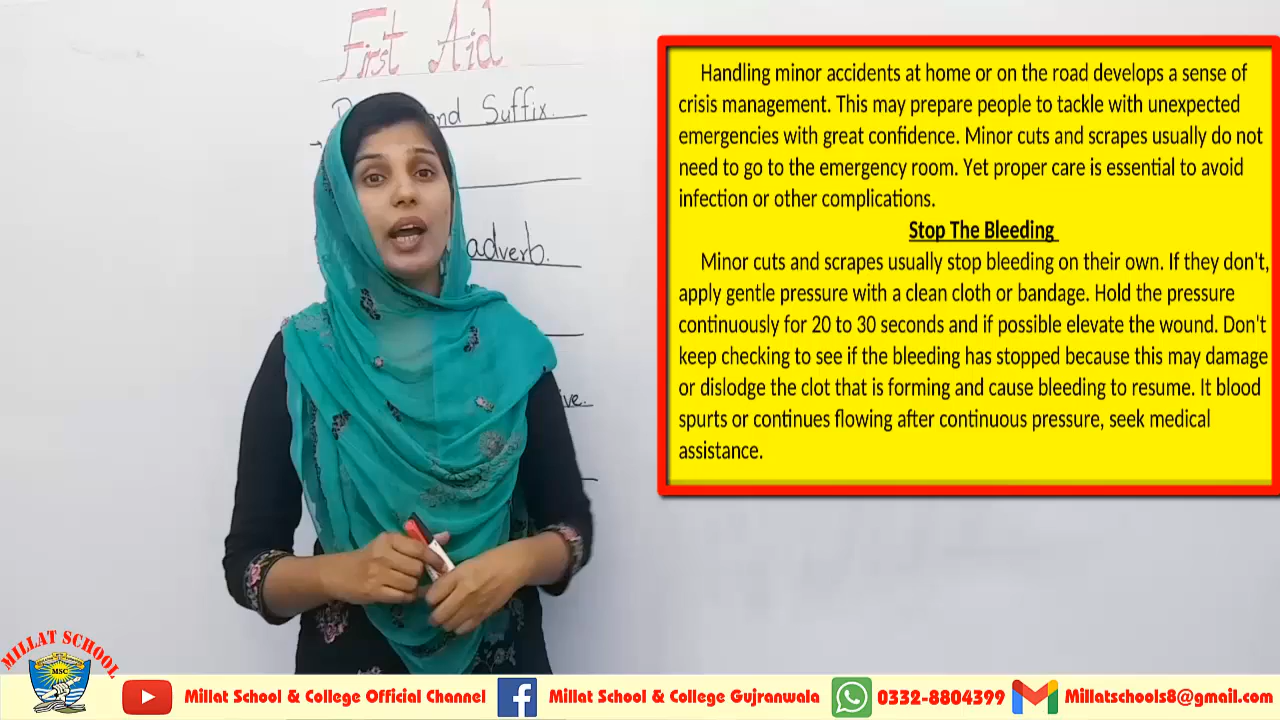 First Aid
and Suffix.
adverb.
ive.
Handling minor accidents at home or on the road develops a sense of
crisis management. This may prepare people to tackle with unexpected
emergencies with great confidence. Minor cuts and scrapes usually do not
need to go to the emergency room. Yet proper care is essential to avoid
infection or other complications.
Stop The Bleeding
Minor cuts and scrapes usually stop bleeding on their own. If they don't,
apply gentle pressure with a clean cloth or bandage. Hold the pressure
continuously for 20 to 30 seconds and if possible elevate the wound. Don't
keep checking to see if the bleeding has stopped because this may damage
or dislodge the clot that is forming and cause bleeding to resume. It blood
spurts or continues flowing after continuous pressure, seek medical
assistance.
MILLAT SCHOOL
MSC
Millat School & College Official Channel
Millat School & College Gujranwala
0332-8804399
Millatschools8@gmail.com